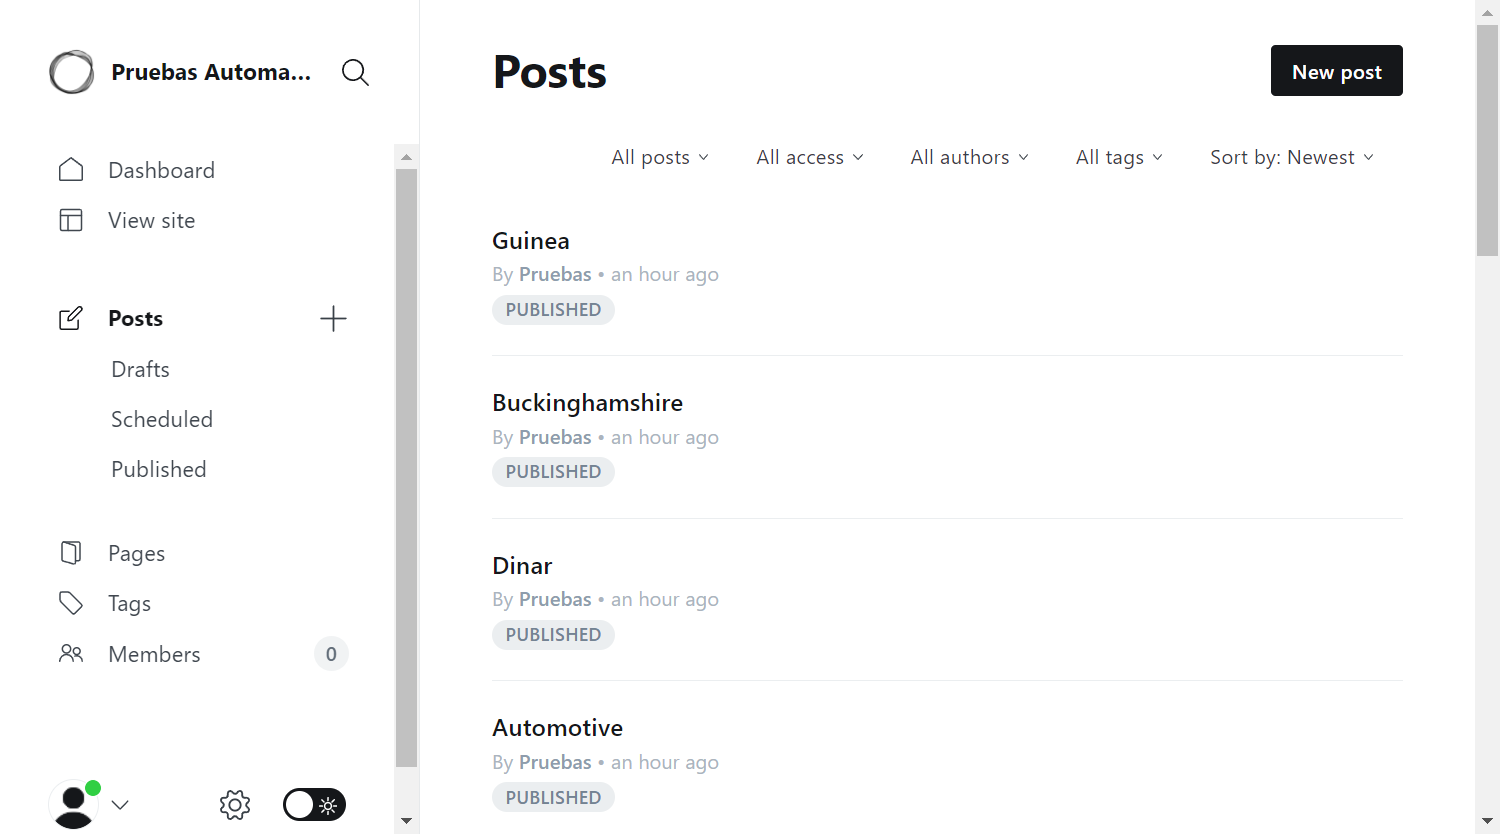 Pruebas Automa...
Dashboard
View site
Posts
Drafts
Scheduled
Published
Pages
Tags
Members 0
Posts
New post
All posts All access All authors All tags Sort by: Newest
Guinea
By Pruebas • an hour ago
PUBLISHED
Buckinghamshire
By Pruebas • an hour ago
PUBLISHED
Dinar
By Pruebas • an hour ago
PUBLISHED
Automotive
By Pruebas • an hour ago
PUBLISHED